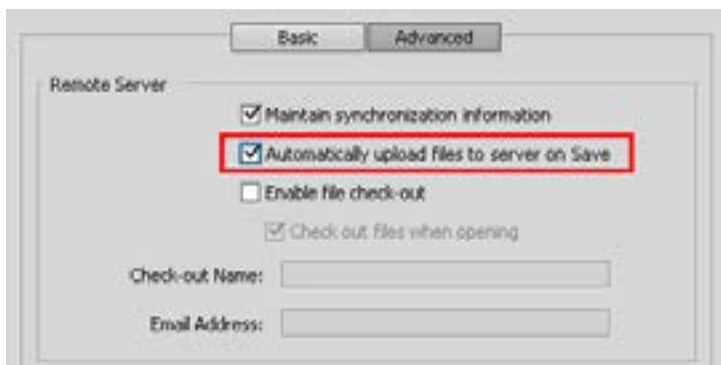 Basic Advanced
Remote Server
Maintain synchronization information
Automatically upload files to server on Save
Enable file check-out
Check out files when opening
Check-out Name:
Email Address: